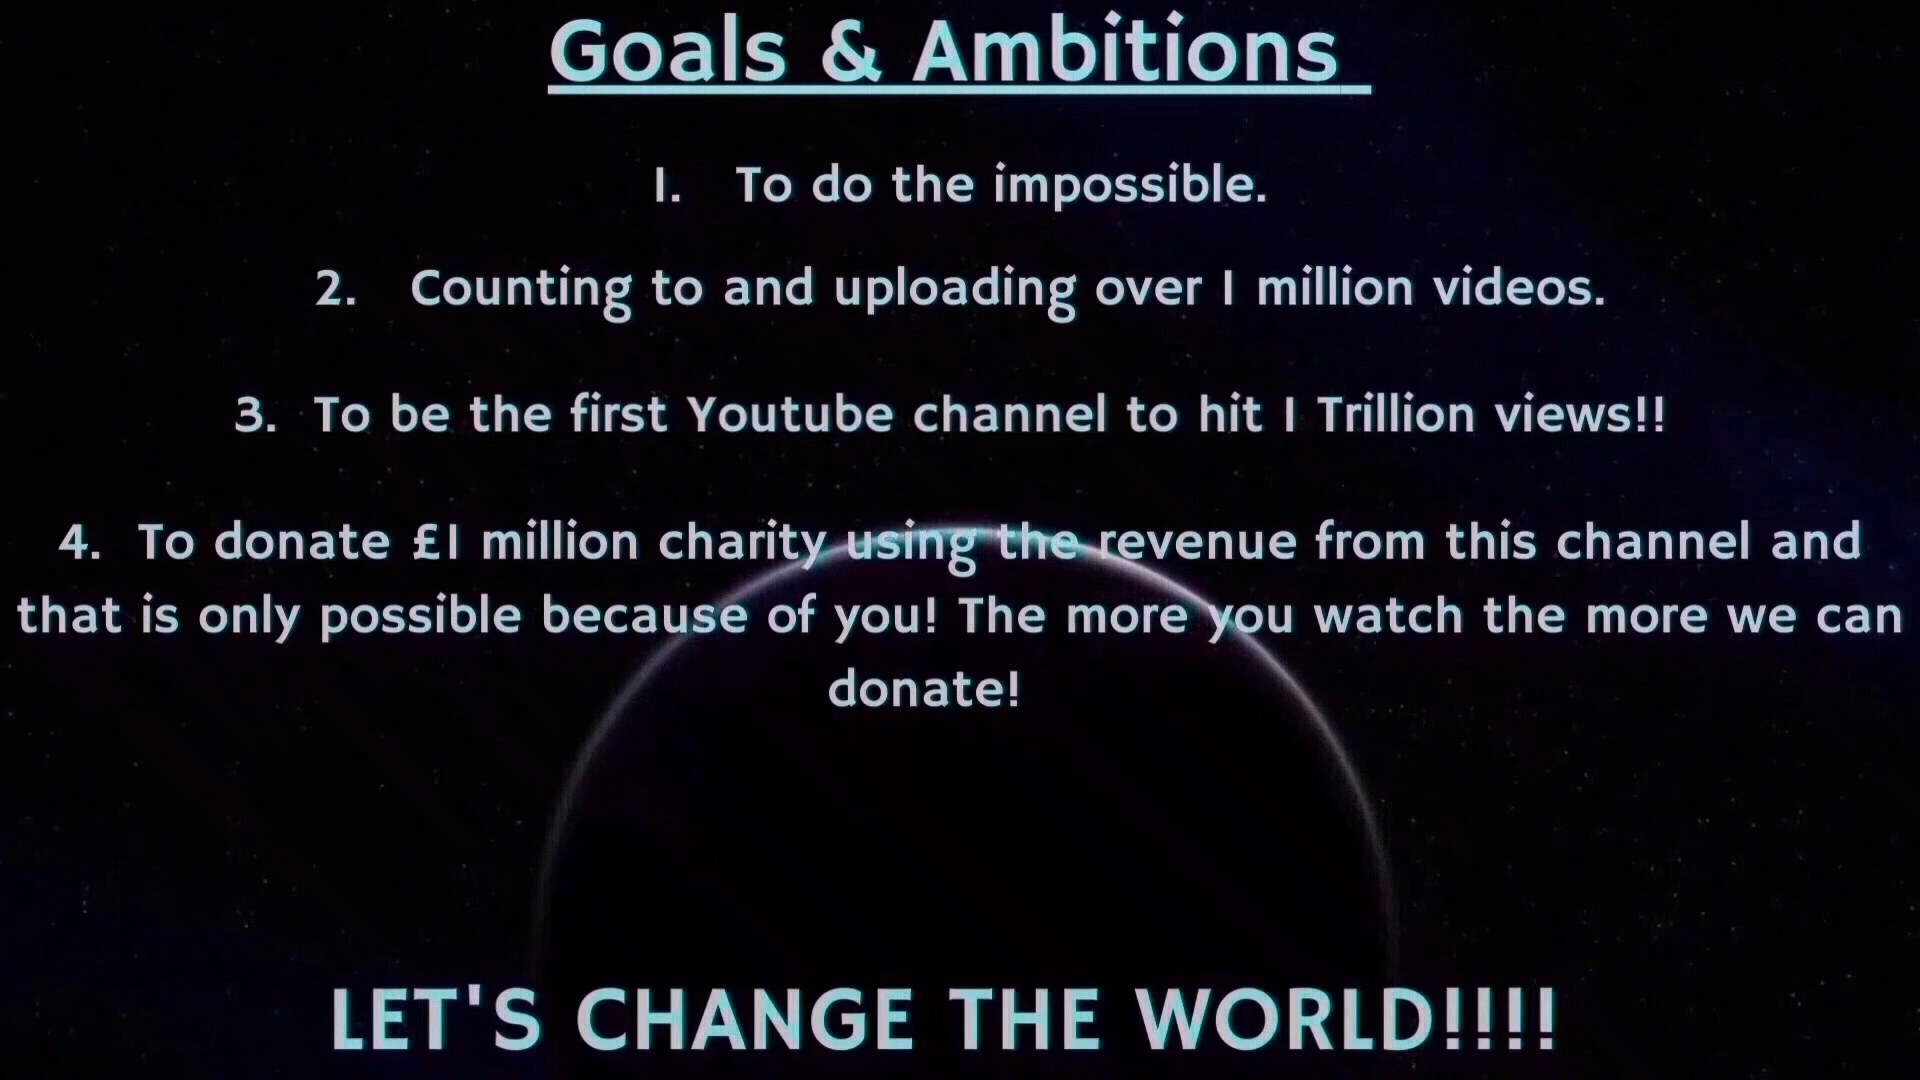 Goals & Ambitions
1. To do the impossible.
2. Counting to and uploading over 1 million videos.
3. To be the first Youtube channel to hit 1 Trillion views!!
4. To donate £1 million charity using the revenue from this channel and
that is only possible because of you! The more you watch the more we can
donate!
LET'S CHANGE THE WORLD!!!!